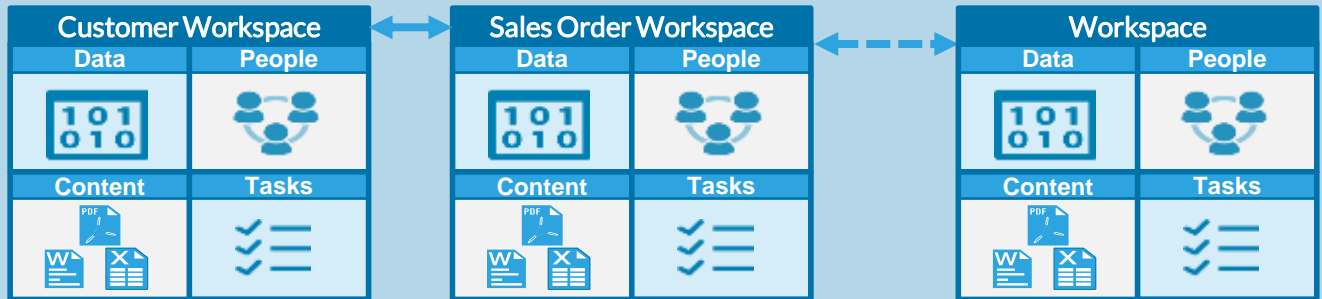 Customer Workspace
Data People
101
010
Content Tasks
PDF
W X
Sales Order Workspace
Data People
101
010
Content Tasks
PDF
W X
Workspace
Data People
101
010
Content Tasks
PDF
W X